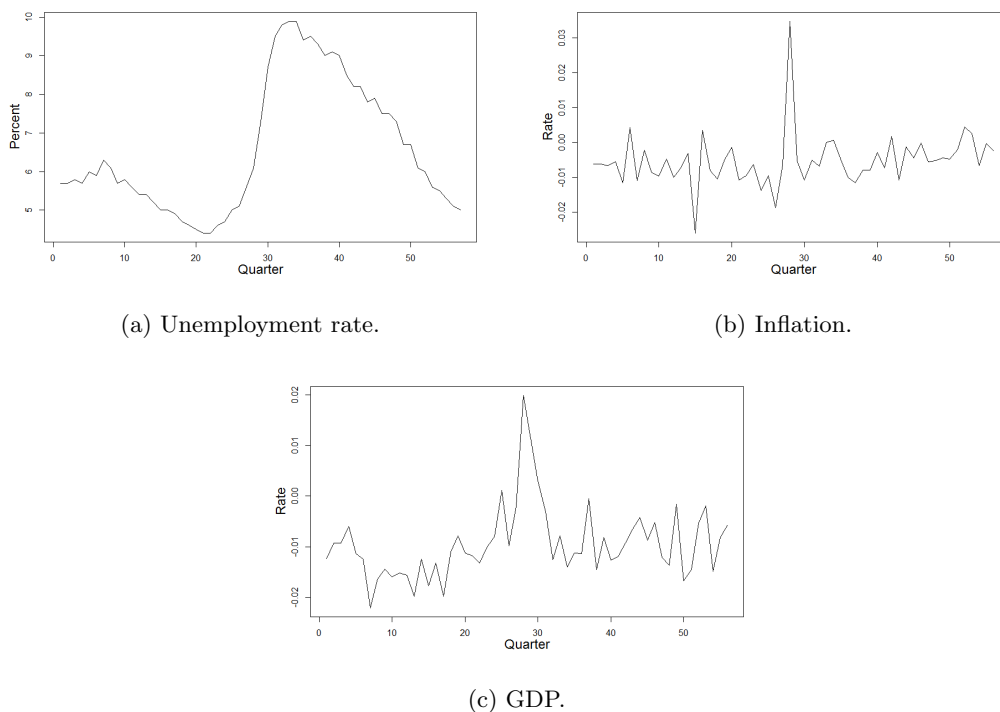 10
9
8
7
6
5
Percent
0 10 20 30 40 50
Quarter
(a) Unemployment rate.
0.03
0.02
0.01
0.00
-0.01
-0.02
Rate
0 10 20 30 40 50
Quarter
(b) Inflation.
0.02
0.01
0.00
-0.01
-0.02
Rate
0 10 20 30 40 50
Quarter
(c) GDP.